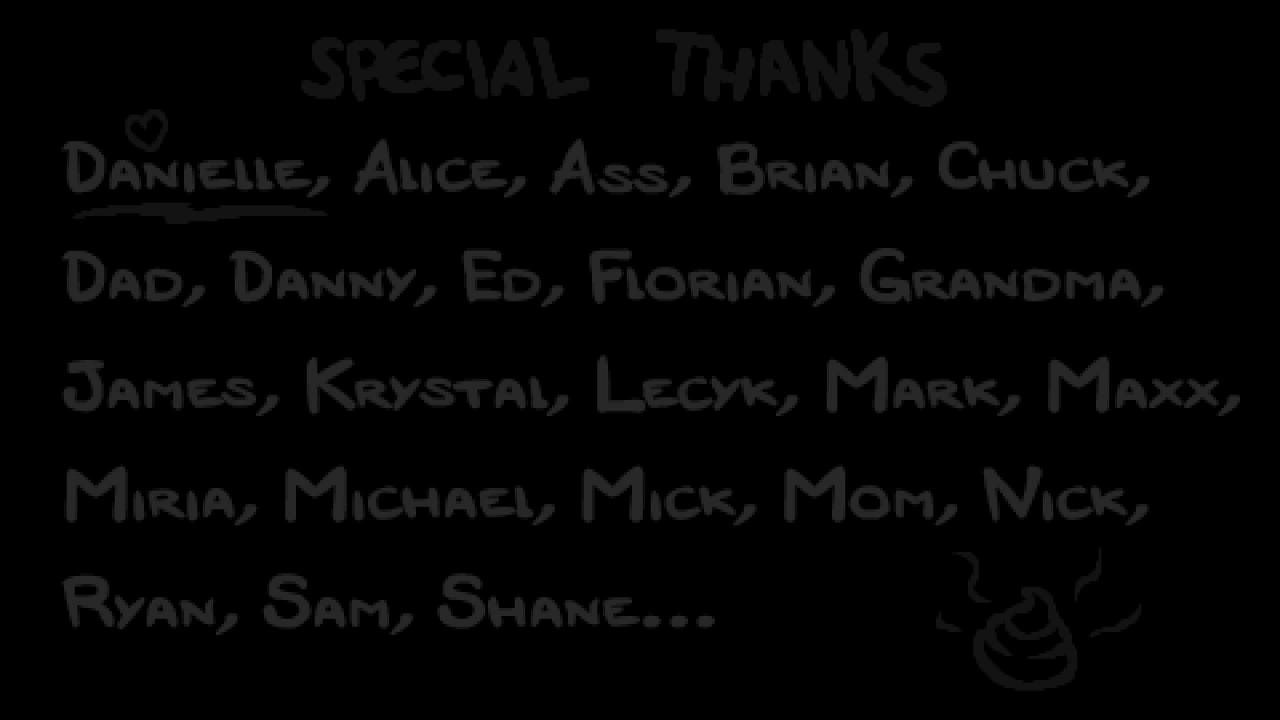 SPECIAL THANKS
DANIELLE, ALICE, ASS, BRIAN, CHUCK,
DAD, DANNY, ED, FLORIAN, GRANDMA,
JAMES, KRYSTAL, LECYK, MARK, MAXX,
MIRIA, MICHAEL, MICK, MOM, NICK,
RYAN, SAM, SHANE...